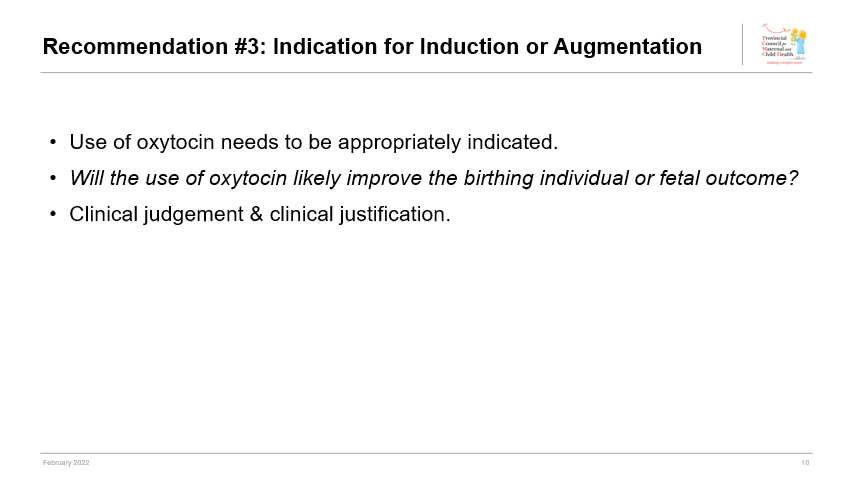 Recommendation #3: Indication for Induction or Augmentation
Provincial
Council for
Maternal and
Child Health
• Use of oxytocin needs to be appropriately indicated.
• Will the use of oxytocin likely improve the birthing individual or fetal outcome?
• Clinical judgement & clinical justification.
February 2022
10